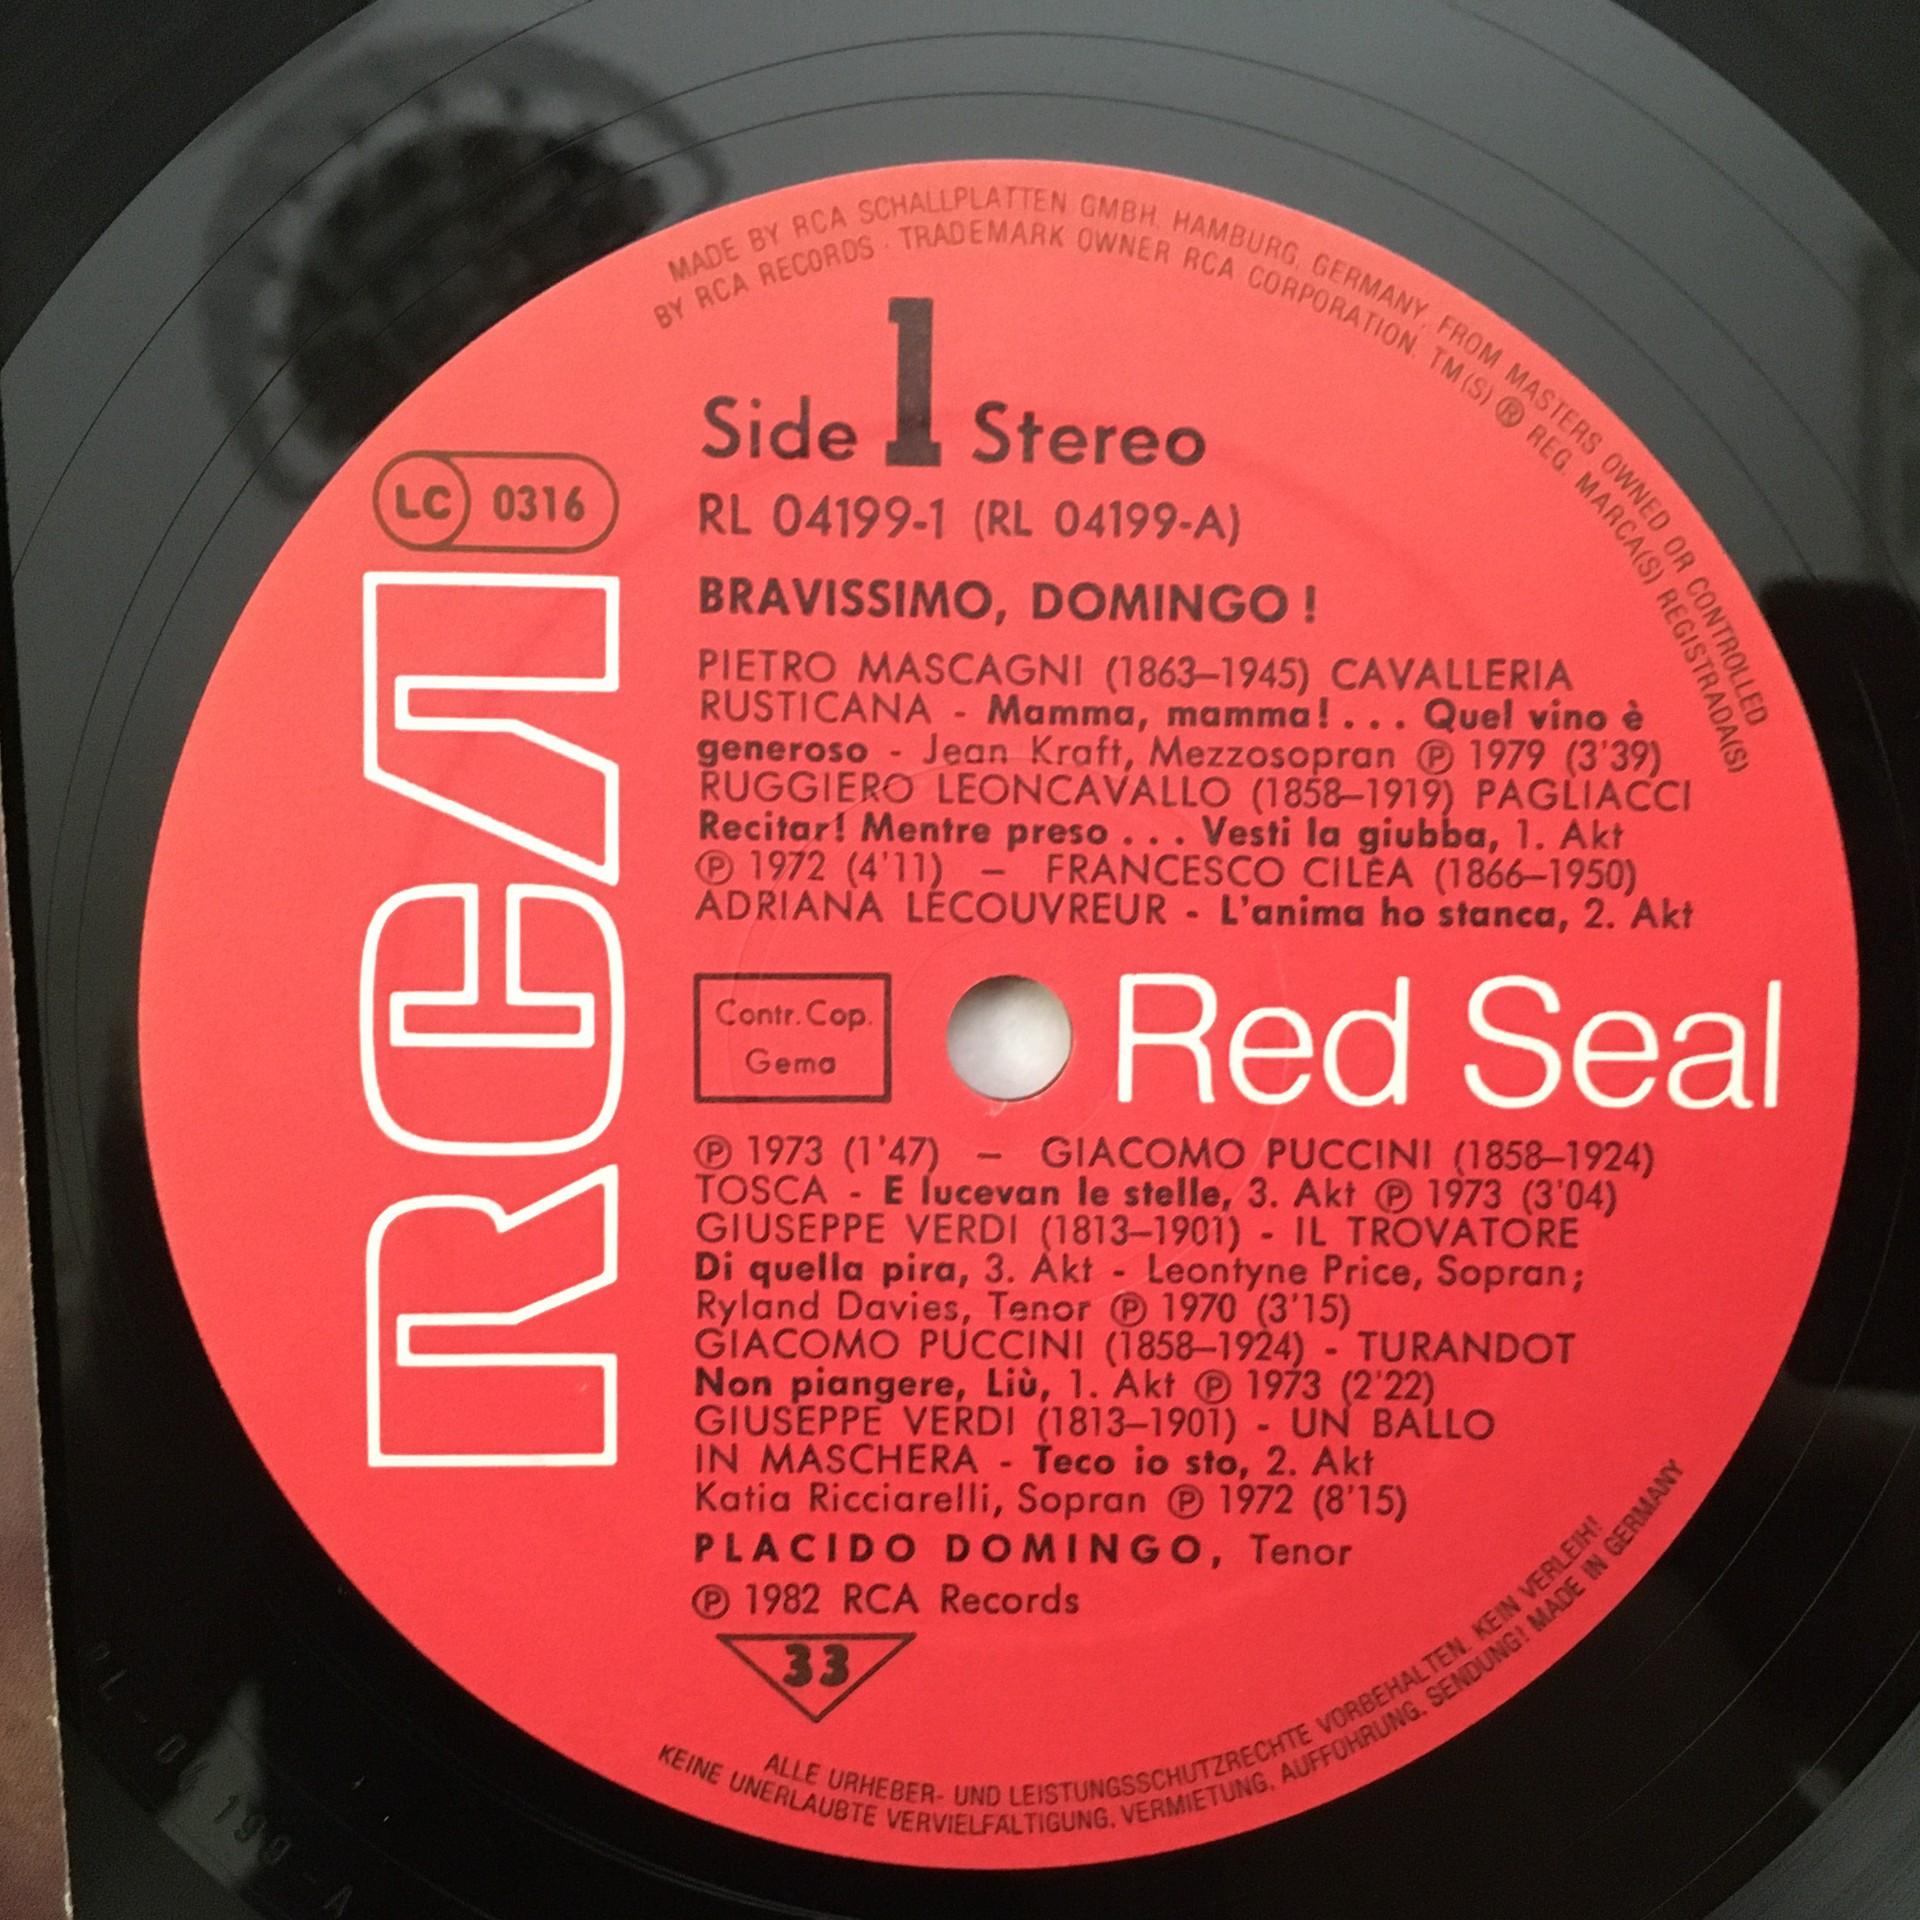 MADE BY RCA SCHALLPLATTEN GMBH, HAMBURG, GERMANY, FROM MASTERS OWNED OR CONTROLLED
BY RCA RECORDS · TRADEMARK OWNER RCA CORPORATION. TM(S) ® REG. MARCA(S) REGISTRADA(S)
Side 1 Stereo
LC 0316
RL 04199-1 (RL 04199-A)
RCA
BRAVISSIMO, DOMINGO!
PIETRO MASCAGNI (1863–1945) CAVALLERIA
RUSTICANA - Mamma, mamma! . . . Quel vino è
generoso - Jean Kraft, Mezzosopran ℗ 1979 (3'39)
RUGGIERO LEONCAVALLO (1858–1919) PAGLIACCI
Recitar! Mentre preso . . . Vesti la giubba, 1. Akt
℗ 1972 (4'11) – FRANCESCO CILÈA (1866–1950)
ADRIANA LECOUVREUR - L'anima ho stanca, 2. Akt
Contr. Cop.
Gema
Red Seal
℗ 1973 (1'47) – GIACOMO PUCCINI (1858–1924)
TOSCA - E lucevan le stelle, 3. Akt ℗ 1973 (3'04)
GIUSEPPE VERDI (1813–1901) - IL TROVATORE
Di quella pira, 3. Akt - Leontyne Price, Sopran;
Ryland Davies, Tenor ℗ 1970 (3'15)
GIACOMO PUCCINI (1858–1924) - TURANDOT
Non piangere, Liù, 1. Akt ℗ 1973 (2'22)
GIUSEPPE VERDI (1813–1901) - UN BALLO
IN MASCHERA - Teco io sto, 2. Akt
Katia Ricciarelli, Sopran ℗ 1972 (8'15)
PLACIDO DOMINGO, Tenor
℗ 1982 RCA Records
33
ALLE URHEBER- UND LEISTUNGSSCHUTZRECHTE VORBEHALTEN. KEIN VERLEIH!
KEINE UNERLAUBTE VERVIELFÄLTIGUNG, VERMIETUNG, AUFFÜHRUNG, SENDUNG! MADE IN GERMANY